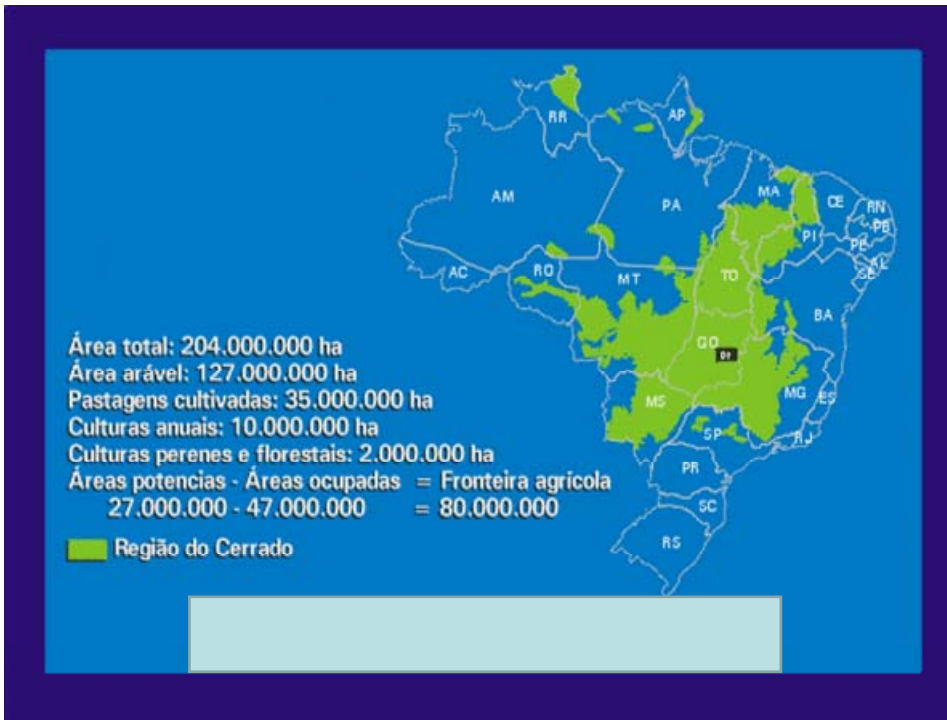 RR
AP
AM
PA
MA
CE
RN
PB
PI
PE
AL
SE
AC
RO
MT
TO
BA
GO
DF
MG
ES
MS
SP
RJ
PR
SC
RS
Área total: 204.000.000 ha
Área arável: 127.000.000 ha
Pastagens cultivadas: 35.000.000 ha
Culturas anuais: 10.000.000 ha
Culturas perenes e florestais: 2.000.000 ha
Áreas potencias - Áreas ocupadas = Fronteira agrícola
27.000.000 - 47.000.000 = 80.000.000
Região do Cerrado